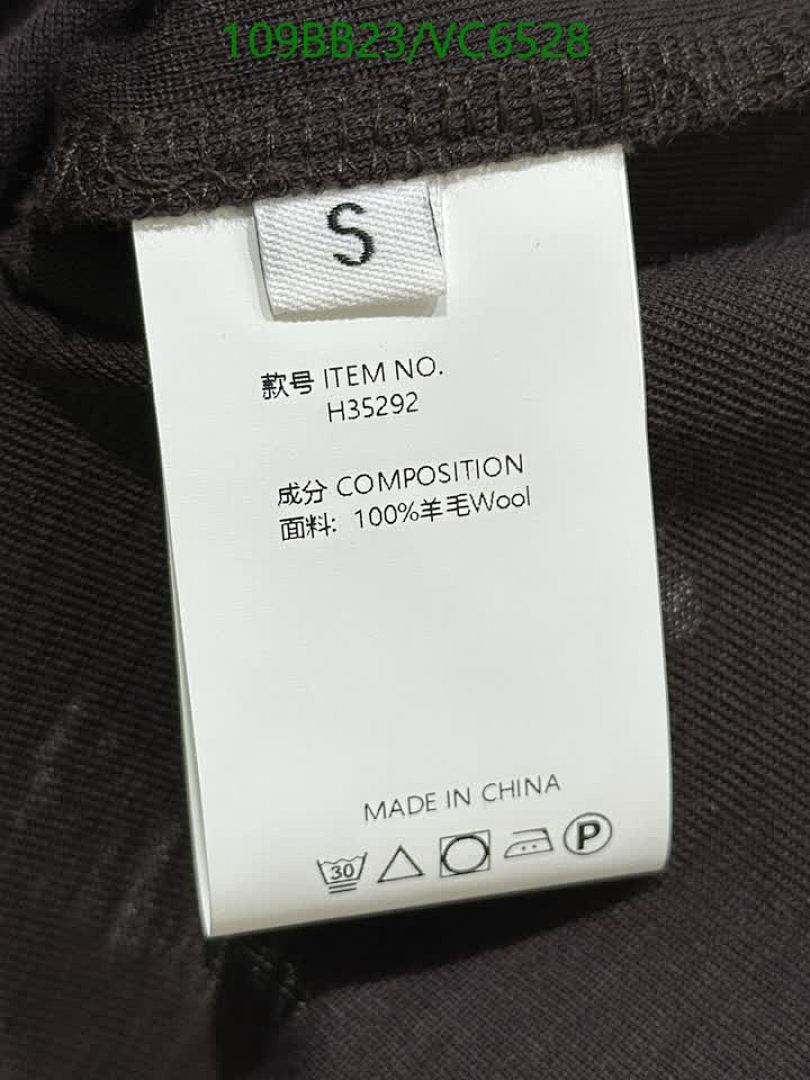 109BB23/VC6528
S
款号 ITEM NO.
H35292
成分 COMPOSITION
面料: 100%羊毛Wool
MADE IN CHINA
30
P